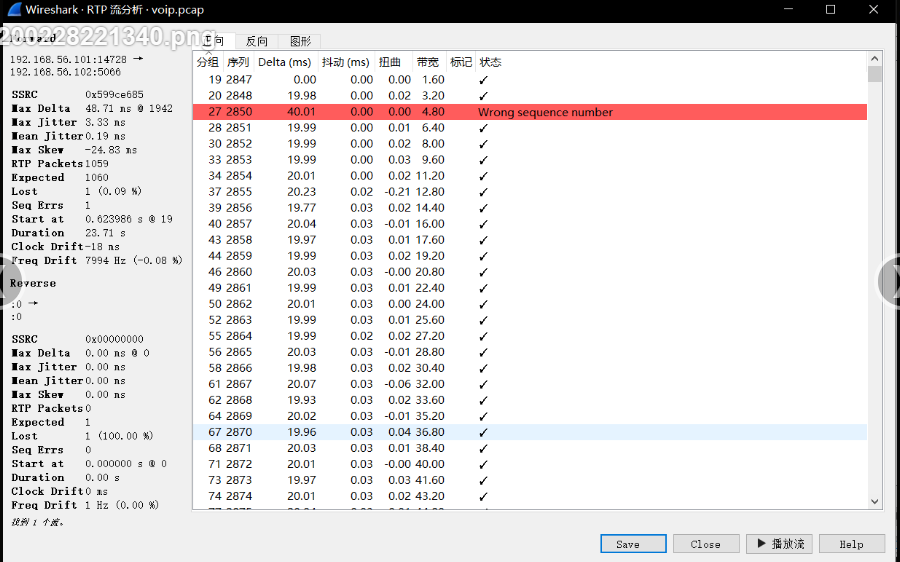 Wireshark · RTP 流分析 · voip.pcap
200228221340.png
Forward
192.168.56.101:14728 →
192.168.56.102:5066
SSRC 0x599ce685
Max Delta 48.71 ms @ 1942
Max Jitter 3.33 ms
Mean Jitter 0.19 ms
Max Skew -24.83 ms
RTP Packets 1059
Expected 1060
Lost 1 (0.09 %)
Seq Errs 1
Start at 0.623986 s @ 19
Duration 23.71 s
Clock Drift -18 ms
Freq Drift 7994 Hz (-0.08 %)
Reverse
:0 →
:0
SSRC 0x00000000
Max Delta 0.00 ms @ 0
Max Jitter 0.00 ms
Mean Jitter 0.00 ms
Max Skew 0.00 ms
RTP Packets 0
Expected 1
Lost 1 (100.00 %)
Seq Errs 0
Start at 0.000000 s @ 0
Duration 0.00 s
Clock Drift 0 ms
Freq Drift 1 Hz (0.00 %)
找到 1 个流。
正向 反向 图形
分组 序列 Delta (ms) 抖动 (ms) 扭曲 带宽 标记 状态
19 2847 0.00 0.00 0.00 1.60 ✓
20 2848 19.98 0.00 0.02 3.20 ✓
27 2850 40.01 0.00 0.00 4.80 Wrong sequence number
28 2851 19.99 0.00 0.01 6.40 ✓
30 2852 19.99 0.00 0.02 8.00 ✓
33 2853 19.99 0.00 0.03 9.60 ✓
34 2854 20.01 0.00 0.02 11.20 ✓
37 2855 20.23 0.02 -0.21 12.80 ✓
39 2856 19.77 0.03 0.02 14.40 ✓
40 2857 20.04 0.03 -0.01 16.00 ✓
43 2858 19.97 0.03 0.01 17.60 ✓
44 2859 19.99 0.03 0.02 19.20 ✓
46 2860 20.03 0.03 -0.00 20.80 ✓
49 2861 19.99 0.03 0.01 22.40 ✓
50 2862 20.01 0.03 0.00 24.00 ✓
52 2863 19.99 0.03 0.01 25.60 ✓
55 2864 19.99 0.02 0.02 27.20 ✓
56 2865 20.03 0.03 -0.01 28.80 ✓
58 2866 19.98 0.03 0.02 30.40 ✓
61 2867 20.07 0.03 -0.06 32.00 ✓
62 2868 19.93 0.03 0.02 33.60 ✓
64 2869 20.02 0.03 -0.01 35.20 ✓
67 2870 19.96 0.03 0.04 36.80 ✓
68 2871 20.03 0.03 0.01 38.40 ✓
71 2872 20.01 0.03 -0.00 40.00 ✓
73 2873 19.97 0.03 0.03 41.60 ✓
74 2874 20.01 0.03 0.02 43.20 ✓
Save Close ▶ 播放流 Help